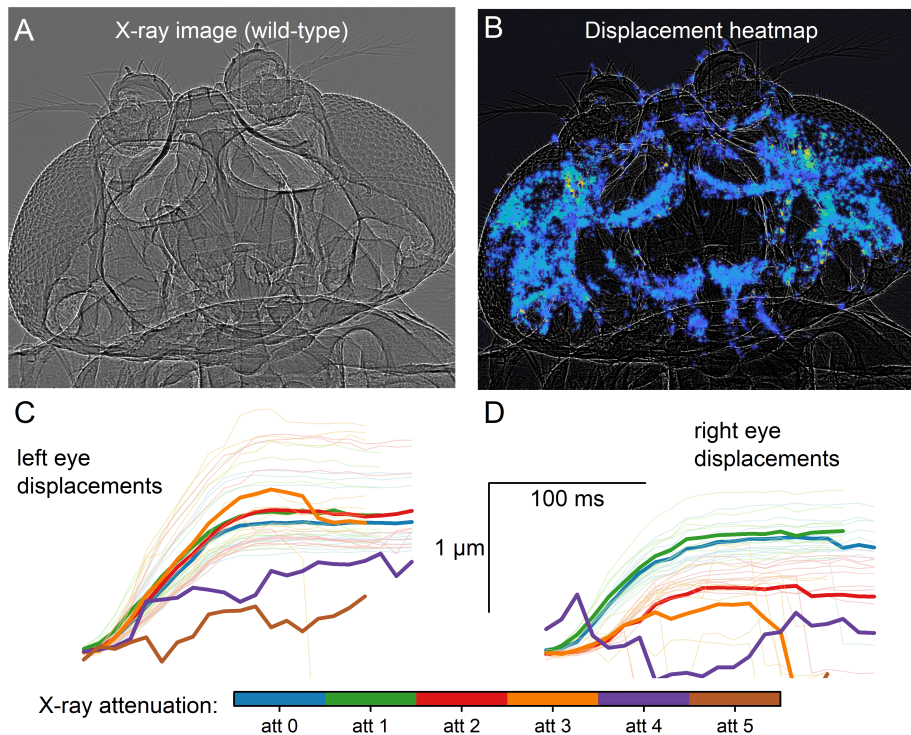 A
X-ray image (wild-type)
B
Displacement heatmap
C
left eye
displacements
D
right eye
displacements
100 ms
1 µm
X-ray attenuation:
att 0
att 1
att 2
att 3
att 4
att 5